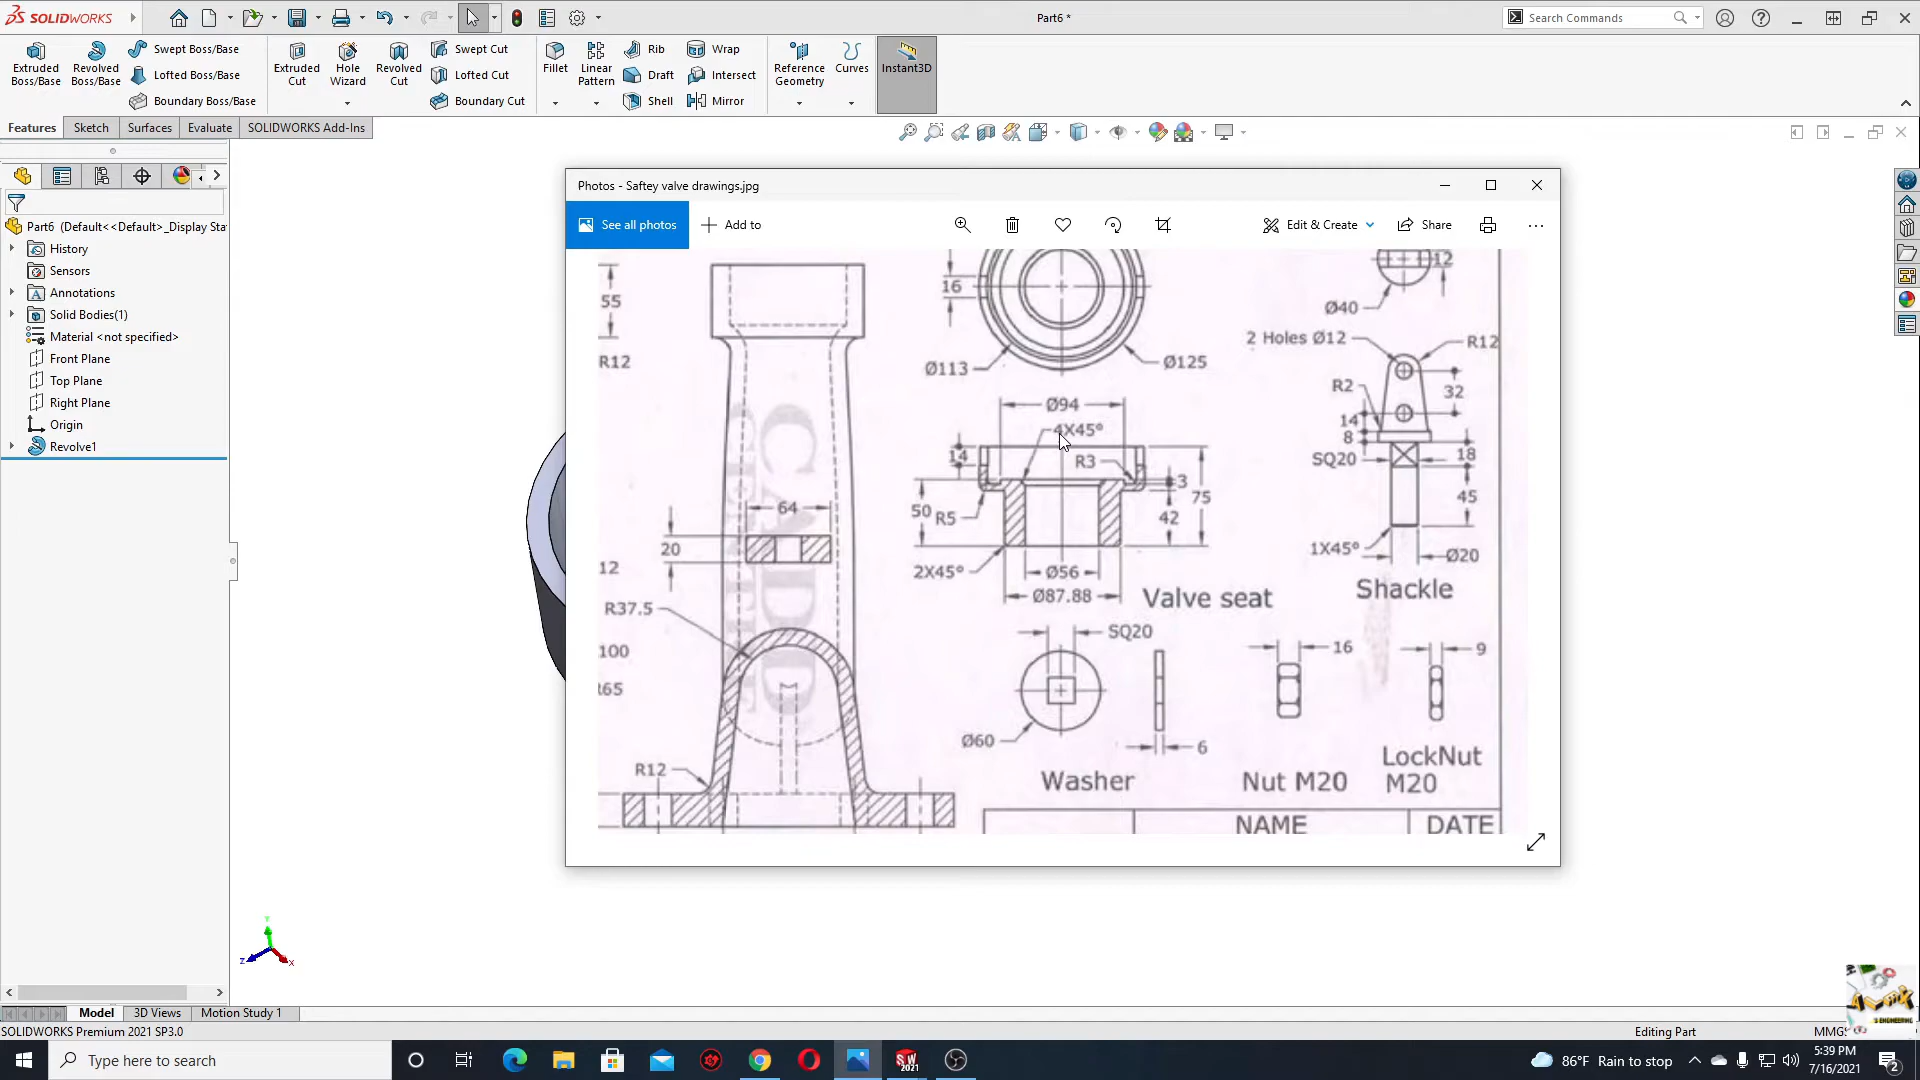 SOLIDWORKS
Part6 *
Search Commands
Extruded Boss/Base
Revolved Boss/Base
Swept Boss/Base
Lofted Boss/Base
Boundary Boss/Base
Extruded Cut
Hole Wizard
Revolved Cut
Swept Cut
Lofted Cut
Boundary Cut
Fillet
Linear Pattern
Rib
Draft
Shell
Wrap
Intersect
Mirror
Reference Geometry
Curves
Instant3D
Features
Sketch
Surfaces
Evaluate
SOLIDWORKS Add-Ins
Part6 (Default<<Default>_Display Sta
History
Sensors
Annotations
Solid Bodies(1)
Material <not specified>
Front Plane
Top Plane
Right Plane
Origin
Revolve1
Photos - Saftey valve drawings.jpg
See all photos
Add to
Edit & Create
Share
55
R12
64
20
12
R37.5
100
R65
R12
16
Ø113
Ø125
Ø94
4X45°
14
R3
3
75
50
R5
42
2X45°
Ø56
Ø87.88
Valve seat
12
Ø40
2 Holes Ø12
R12
R2
32
14
8
SQ20
18
45
1X45°
Ø20
Shackle
SQ20
Ø60
6
Washer
16
Nut M20
9
LockNut
M20
NAME
DATE
Model
3D Views
Motion Study 1
SOLIDWORKS Premium 2021 SP3.0
Editing Part
MMGS
Type here to search
86°F Rain to stop
5:39 PM
7/16/2021
2